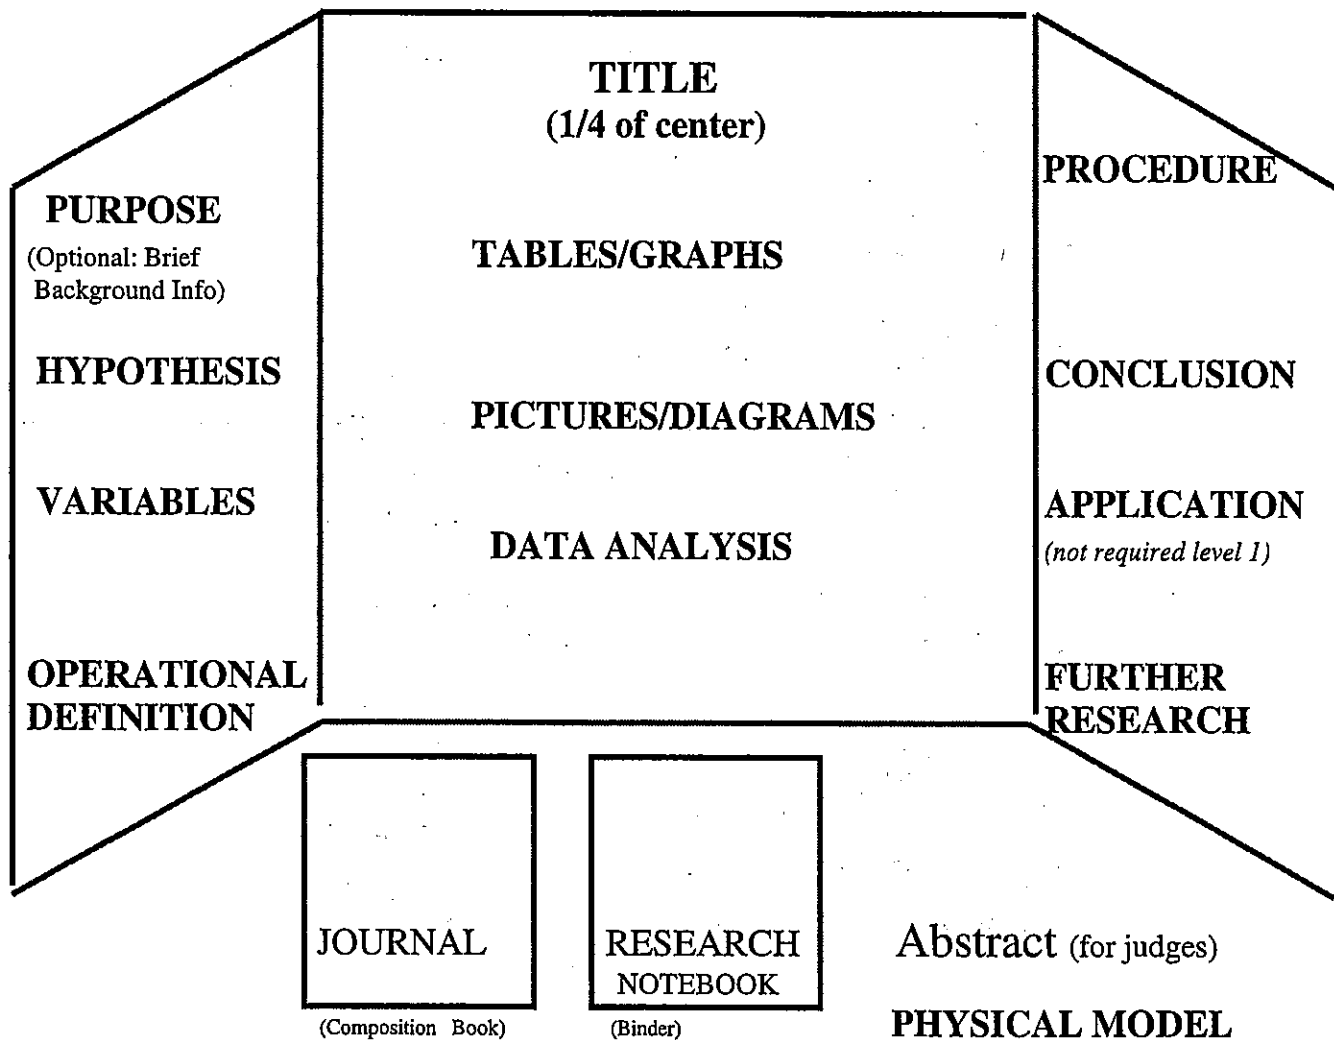 PURPOSE
(Optional: Brief
Background Info)
HYPOTHESIS
VARIABLES
OPERATIONAL
DEFINITION
TITLE
(1/4 of center)
TABLES/GRAPHS
PICTURES/DIAGRAMS
DATA ANALYSIS
PROCEDURE
CONCLUSION
APPLICATION
(not required level 1)
FURTHER
RESEARCH
JOURNAL
(Composition Book)
RESEARCH
NOTEBOOK
(Binder)
Abstract (for judges)
PHYSICAL MODEL